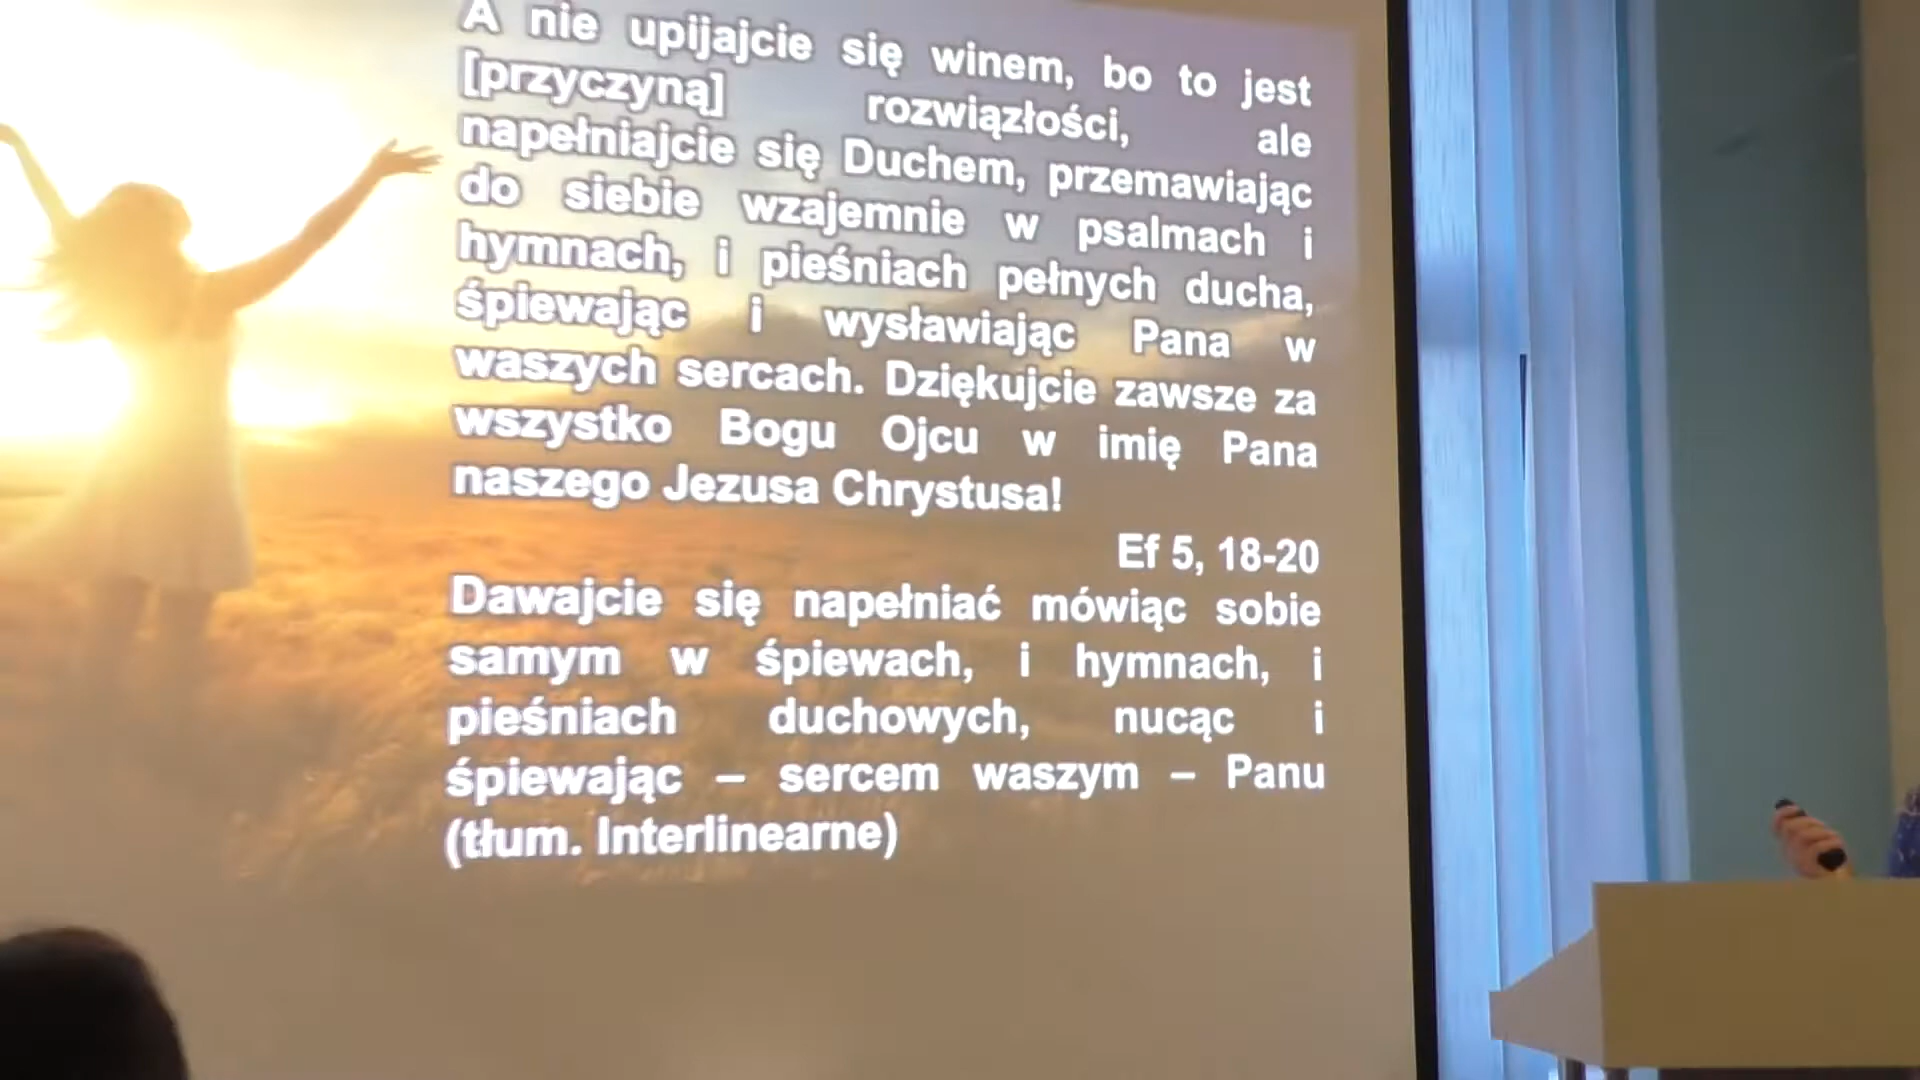 A nie upijajcie się winem, bo to jest
[przyczyną] rozwiązłości, ale
napełniajcie się Duchem, przemawiając
do siebie wzajemnie w psalmach i
hymnach, i pieśniach pełnych ducha,
śpiewając i wysławiając Pana w
waszych sercach. Dziękujcie zawsze za
wszystko Bogu Ojcu w imię Pana
naszego Jezusa Chrystusa!
Ef 5, 18-20
Dawajcie się napełniać mówiąc sobie
samym w śpiewach, i hymnach, i
pieśniach duchowych, nucąc i
śpiewając – sercem waszym – Panu
(tłum. Interlinearne)